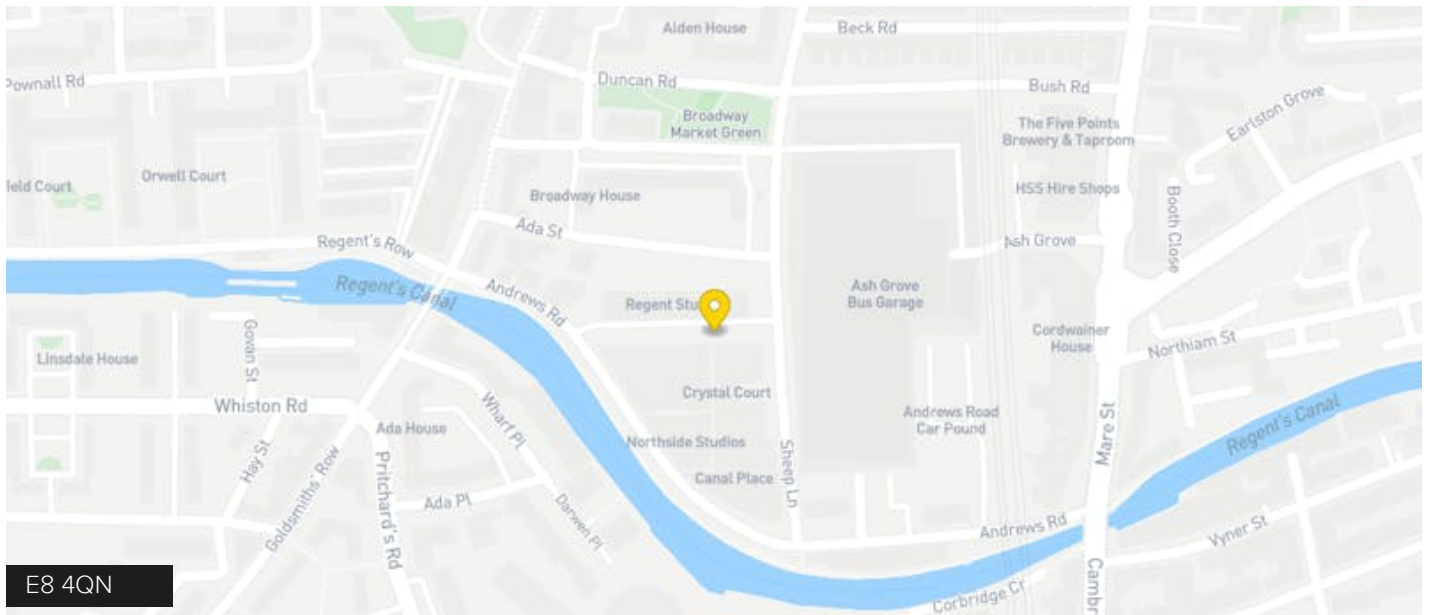 Alden House
Beck Rd
Pownall Rd
Duncan Rd
Bush Rd
Earlston Grove
Broadway
Market Green
The Five Points
Brewery & Taproom
Orwell Court
ield Court
HSS Hire Shops
Broadway House
Booth Close
Ada St
Regent's Row
Ash Grove
Regent's Canal
Andrews Rd
Regent Stu
Ash Grove
Bus Garage
Cordwainer
House
Northiam St
Govan St
Linsdale House
Crystal Court
Whiston Rd
Wharf Pl
Ada House
Andrews Road
Car Pound
Mare St
Regent's Canal
Northside Studios
Hay St
Goldsmiths' Row
Pritchard's Rd
Canal Place
Sheep Ln
Ada Pl
Darwen Pl
Andrews Rd
Vyner St
E8 4QN
Corbridge Cr
Cambr